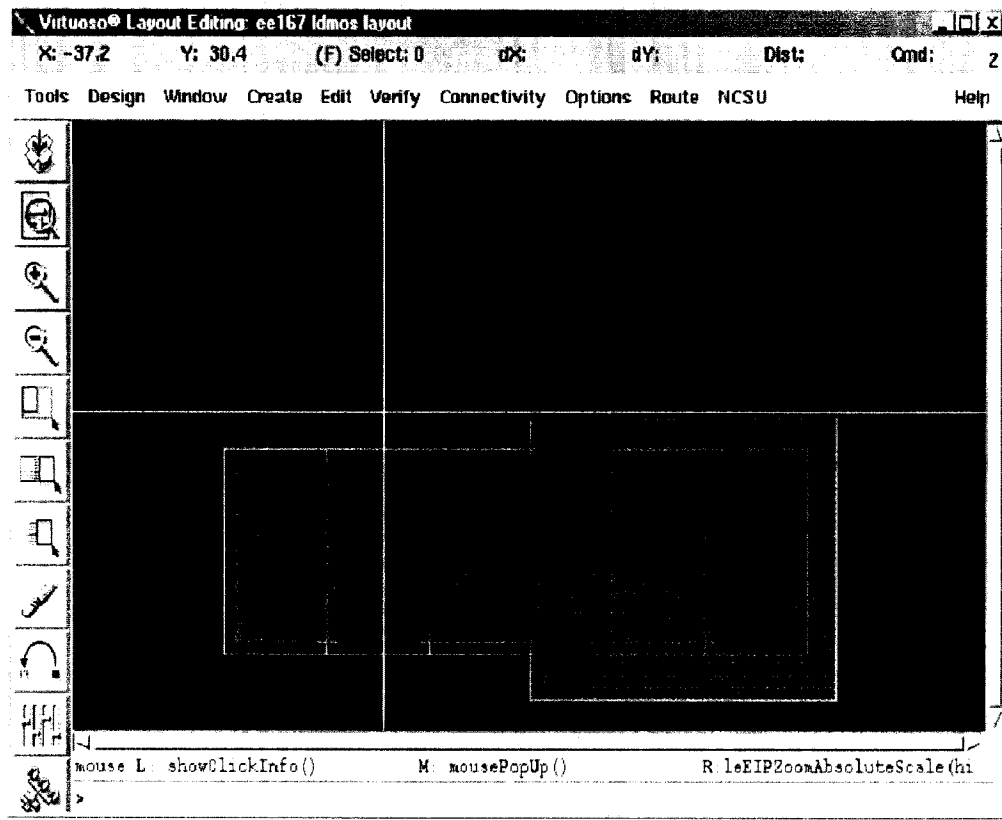 Virtuoso® Layout Editing: ee167 ldmos layout
X: -37.2 Y: 30.4 (F) Select: 0 dX: dY: Dist: Cmd: 2
Tools Design Window Create Edit Verify Connectivity Options Route NCSU Help
mouse L: showClickInfo() M: mousePopUp() R:leEIPZoomAbsoluteScale(hi
>